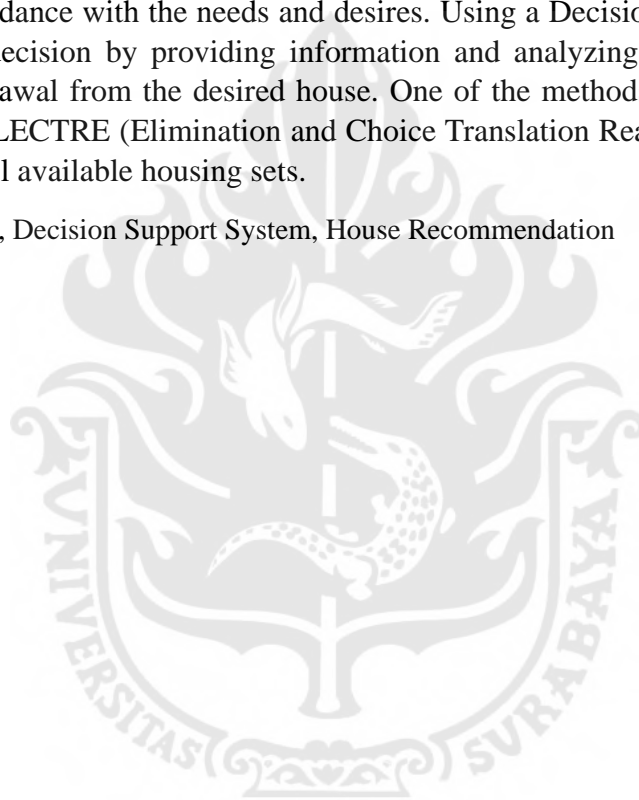 dance with the needs and desires. Using a Decisio
ecision by providing information and analyzing
awal from the desired house. One of the method
LECTRE (Elimination and Choice Translation Rea
l available housing sets.
, Decision Support System, House Recommendation
UNIVERSITAS SURABAYA